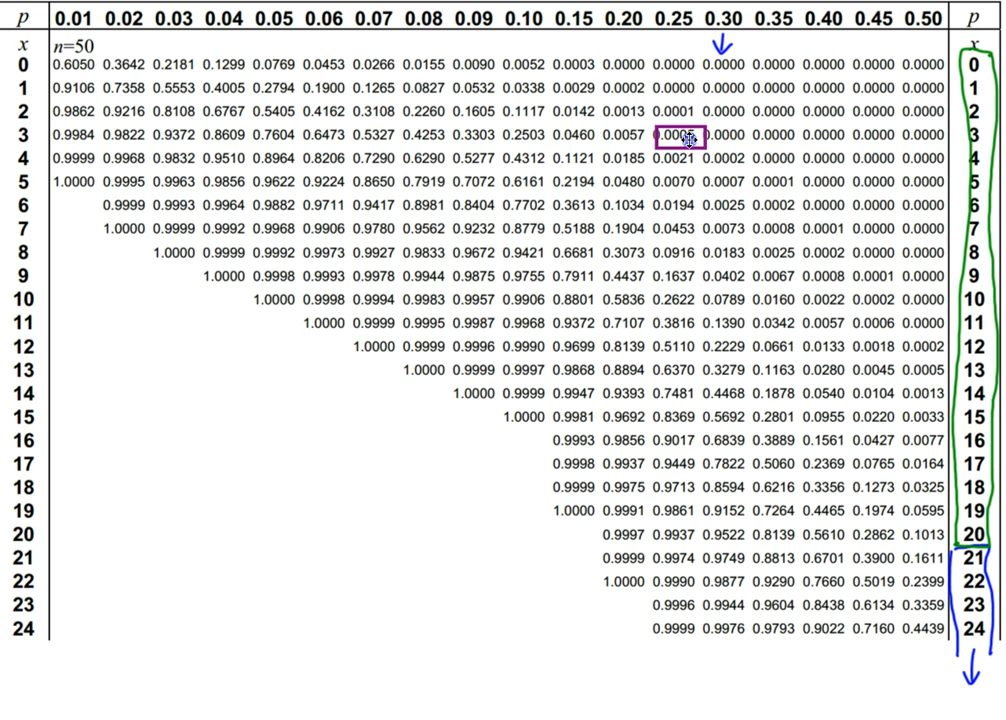 p 0.01 0.02 0.03 0.04 0.05 0.06 0.07 0.08 0.09 0.10 0.15 0.20 0.25 0.30 0.35 0.40 0.45 0.50 p
x n=50 x
0 0.6050 0.3642 0.2181 0.1299 0.0769 0.0453 0.0266 0.0155 0.0090 0.0052 0.0003 0.0000 0.0000 0.0000 0.0000 0.0000 0.0000 0.0000 0
1 0.9106 0.7358 0.5553 0.4005 0.2794 0.1900 0.1265 0.0827 0.0532 0.0338 0.0029 0.0002 0.0000 0.0000 0.0000 0.0000 0.0000 0.0000 1
2 0.9862 0.9216 0.8108 0.6767 0.5405 0.4162 0.3108 0.2260 0.1605 0.1117 0.0142 0.0013 0.0001 0.0000 0.0000 0.0000 0.0000 0.0000 2
3 0.9984 0.9822 0.9372 0.8609 0.7604 0.6473 0.5327 0.4253 0.3303 0.2503 0.0460 0.0057 0.0000 0.0000 0.0000 0.0000 0.0000 3
4 0.9999 0.9968 0.9832 0.9510 0.8964 0.8206 0.7290 0.6290 0.5277 0.4312 0.1121 0.0185 0.0021 0.0002 0.0000 0.0000 0.0000 0.0000 4
5 1.0000 0.9995 0.9963 0.9856 0.9622 0.9224 0.8650 0.7919 0.7072 0.6161 0.2194 0.0480 0.0070 0.0007 0.0001 0.0000 0.0000 0.0000 5
6 0.9999 0.9993 0.9964 0.9882 0.9711 0.9417 0.8981 0.8404 0.7702 0.3613 0.1034 0.0194 0.0025 0.0002 0.0000 0.0000 0.0000 6
7 1.0000 0.9999 0.9992 0.9968 0.9906 0.9780 0.9562 0.9232 0.8779 0.5188 0.1904 0.0453 0.0073 0.0008 0.0001 0.0000 0.0000 7
8 1.0000 0.9999 0.9992 0.9973 0.9927 0.9833 0.9672 0.9421 0.6681 0.3073 0.0916 0.0183 0.0025 0.0002 0.0000 0.0000 8
9 1.0000 0.9998 0.9993 0.9978 0.9944 0.9875 0.9755 0.7911 0.4437 0.1637 0.0402 0.0067 0.0008 0.0001 0.0000 9
10 1.0000 0.9998 0.9994 0.9983 0.9957 0.9906 0.8801 0.5836 0.2622 0.0789 0.0160 0.0022 0.0002 0.0000 10
11 1.0000 0.9999 0.9995 0.9987 0.9968 0.9372 0.7107 0.3816 0.1390 0.0342 0.0057 0.0006 0.0000 11
12 1.0000 0.9999 0.9996 0.9990 0.9699 0.8139 0.5110 0.2229 0.0661 0.0133 0.0018 0.0002 12
13 1.0000 0.9999 0.9997 0.9868 0.8894 0.6370 0.3279 0.1163 0.0280 0.0045 0.0005 13
14 1.0000 0.9999 0.9947 0.9393 0.7481 0.4468 0.1878 0.0540 0.0104 0.0013 14
15 1.0000 0.9981 0.9692 0.8369 0.5692 0.2801 0.0955 0.0220 0.0033 15
16 0.9993 0.9856 0.9017 0.6839 0.3889 0.1561 0.0427 0.0077 16
17 0.9998 0.9937 0.9449 0.7822 0.5060 0.2369 0.0765 0.0164 17
18 0.9999 0.9975 0.9713 0.8594 0.6216 0.3356 0.1273 0.0325 18
19 1.0000 0.9991 0.9861 0.9152 0.7264 0.4465 0.1974 0.0595 19
20 0.9997 0.9937 0.9522 0.8139 0.5610 0.2862 0.1013 20
21 0.9999 0.9974 0.9749 0.8813 0.6701 0.3900 0.1611 21
22 1.0000 0.9990 0.9877 0.9290 0.7660 0.5019 0.2399 22
23 0.9996 0.9944 0.9604 0.8438 0.6134 0.3359 23
24 0.9999 0.9976 0.9793 0.9022 0.7160 0.4439 24